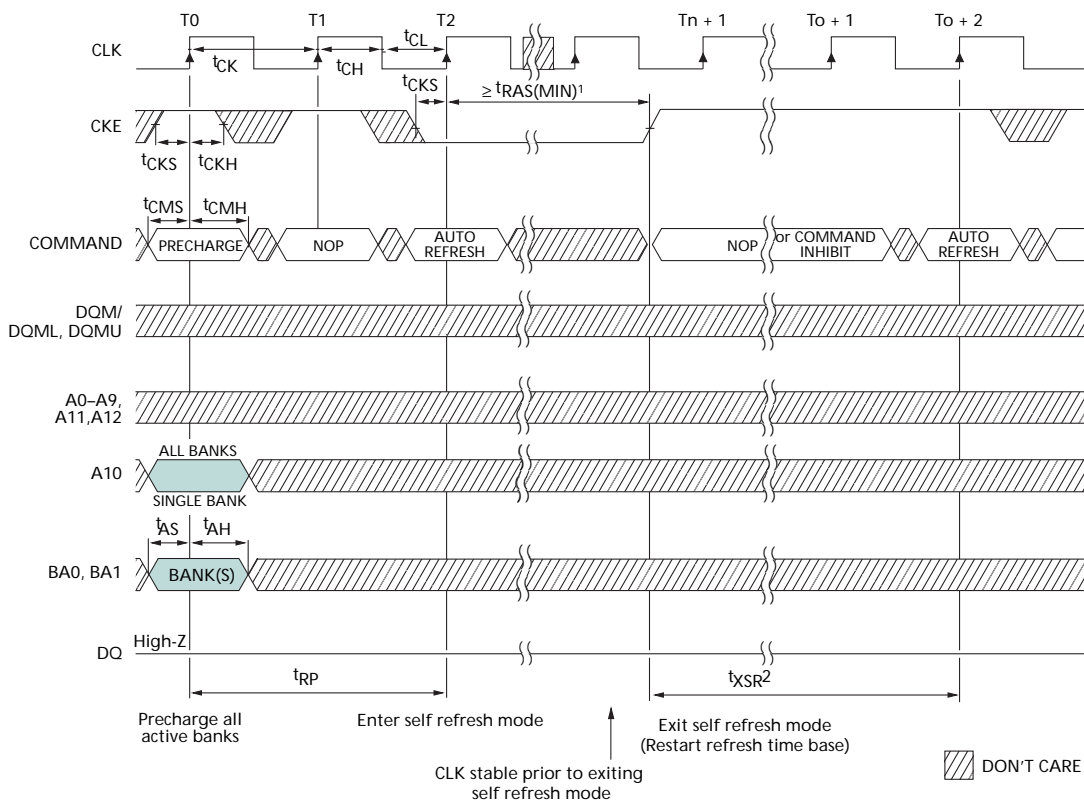 T0 T1 T2 Tn + 1 To + 1 To + 2
CLK
tCK tCH tCL
tCKS ≥ tRAS(MIN)¹
CKE
tCKS tCKH
tCMS tCMH
COMMAND PRECHARGE NOP AUTO REFRESH NOP or COMMAND INHIBIT AUTO REFRESH
DQM/
DQML, DQMU
A0–A9,
A11,A12
ALL BANKS
A10
SINGLE BANK
tAS tAH
BA0, BA1 BANK(S)
High-Z
DQ
tRP tXSR²
Precharge all
active banks
Enter self refresh mode
CLK stable prior to exiting
self refresh mode
Exit self refresh mode
(Restart refresh time base)
DON'T CARE